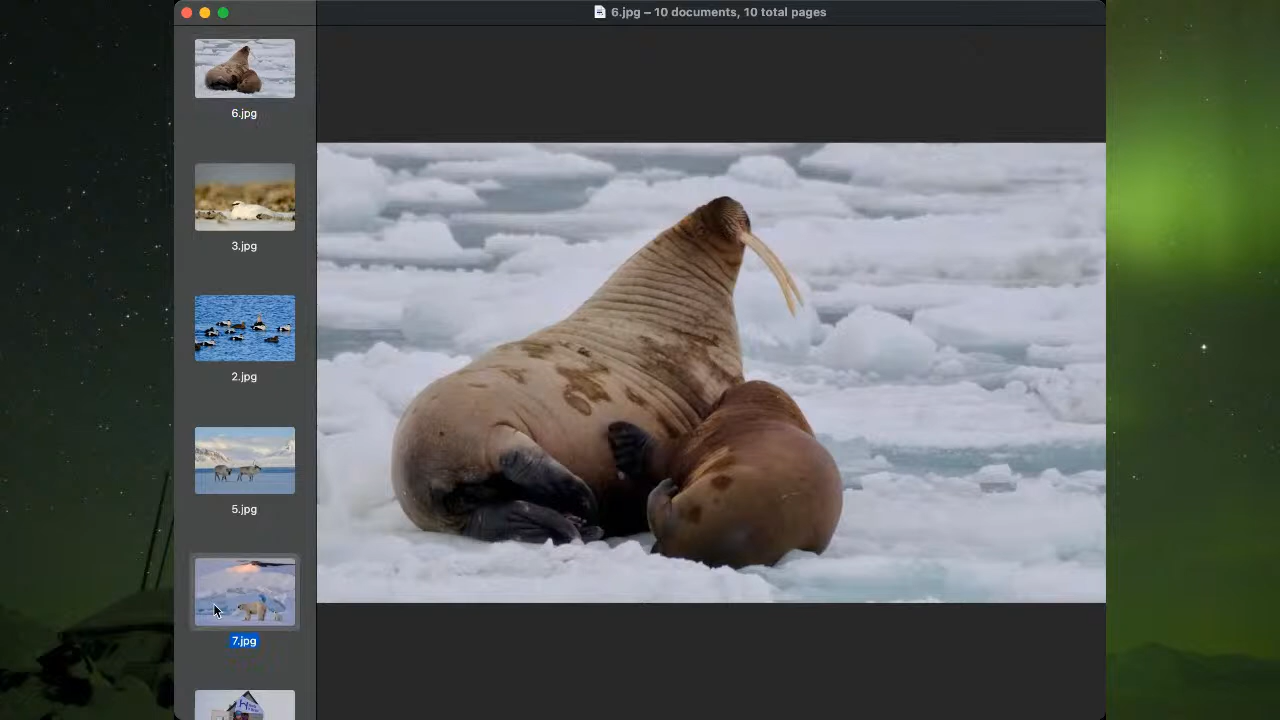 6.jpg – 10 documents, 10 total pages
6.jpg
3.jpg
2.jpg
5.jpg
7.jpg